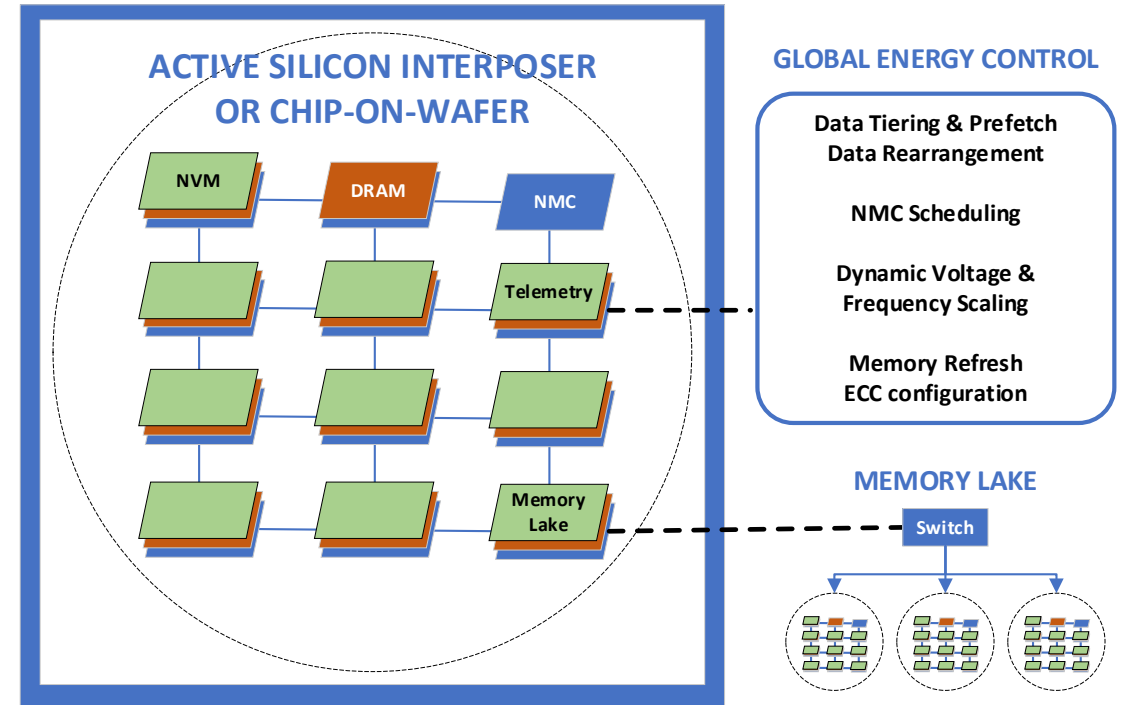 ACTIVE SILICON INTERPOSER
OR CHIP-ON-WAFER
NVM
DRAM
NMC
Telemetry
Memory
Lake
GLOBAL ENERGY CONTROL
Data Tiering & Prefetch
Data Rearrangement
NMC Scheduling
Dynamic Voltage &
Frequency Scaling
Memory Refresh
ECC configuration
MEMORY LAKE
Switch